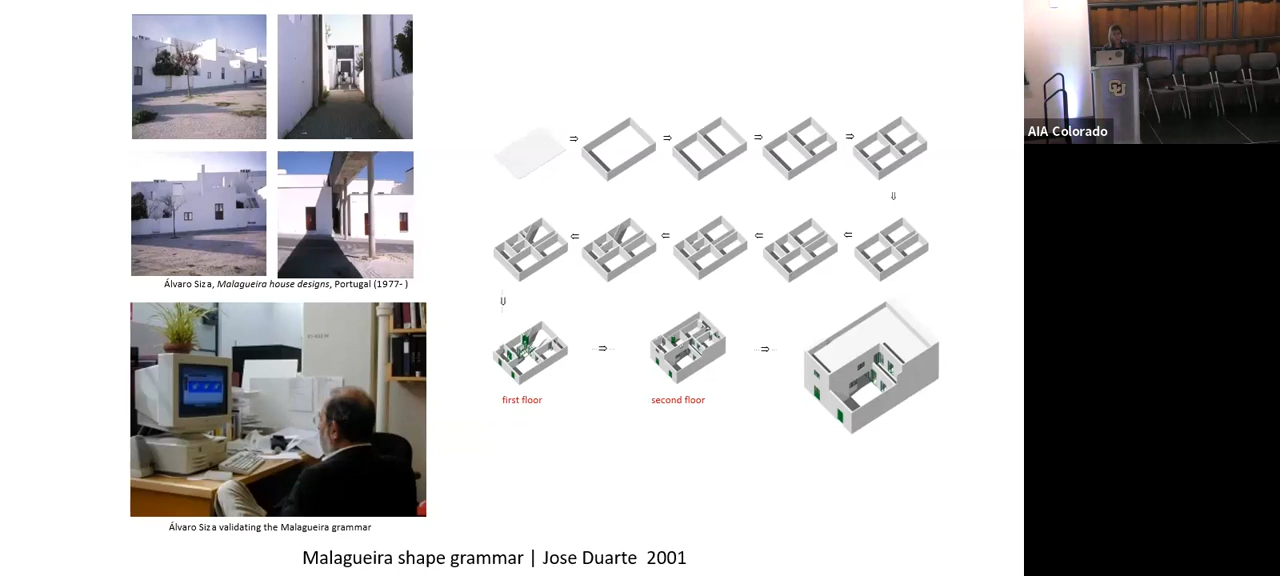 Álvaro Siza, Malagueira house designs, Portugal (1977- )
first floor
second floor
Álvaro Siza validating the Malagueira grammar
Malagueira shape grammar | Jose Duarte 2001
CU
AIA Colorado